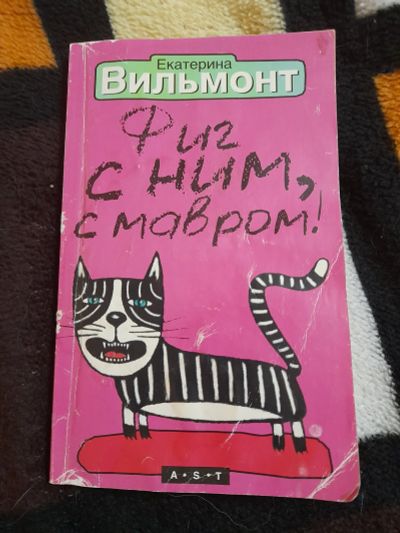 Екатерина
Вильмонт
Фиг
с ним,
с мавром!
A•S•T